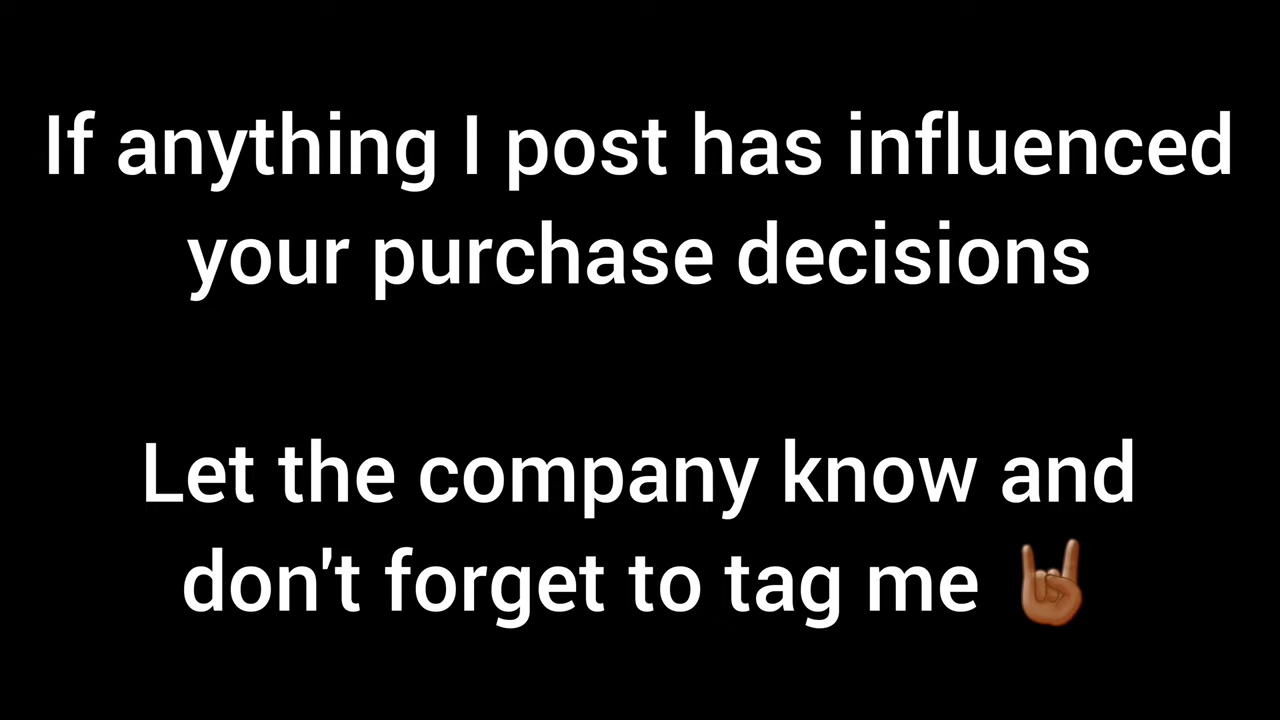 If anything I post has influenced
your purchase decisions
Let the company know and
don't forget to tag me 🤘🏾